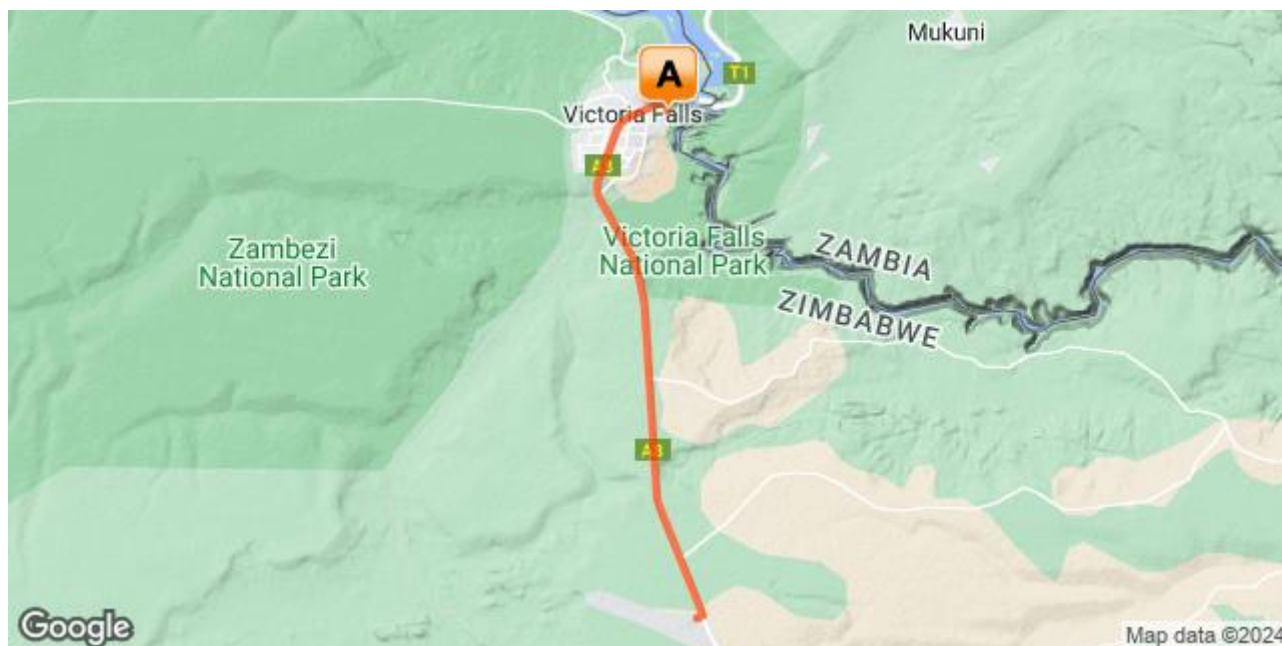 Mukuni
A
T1
Victoria Falls
A8
Zambezi
National Park
Victoria Falls
National Park
ZAMBIA
ZIMBABWE
A8
Google
Map data ©2024